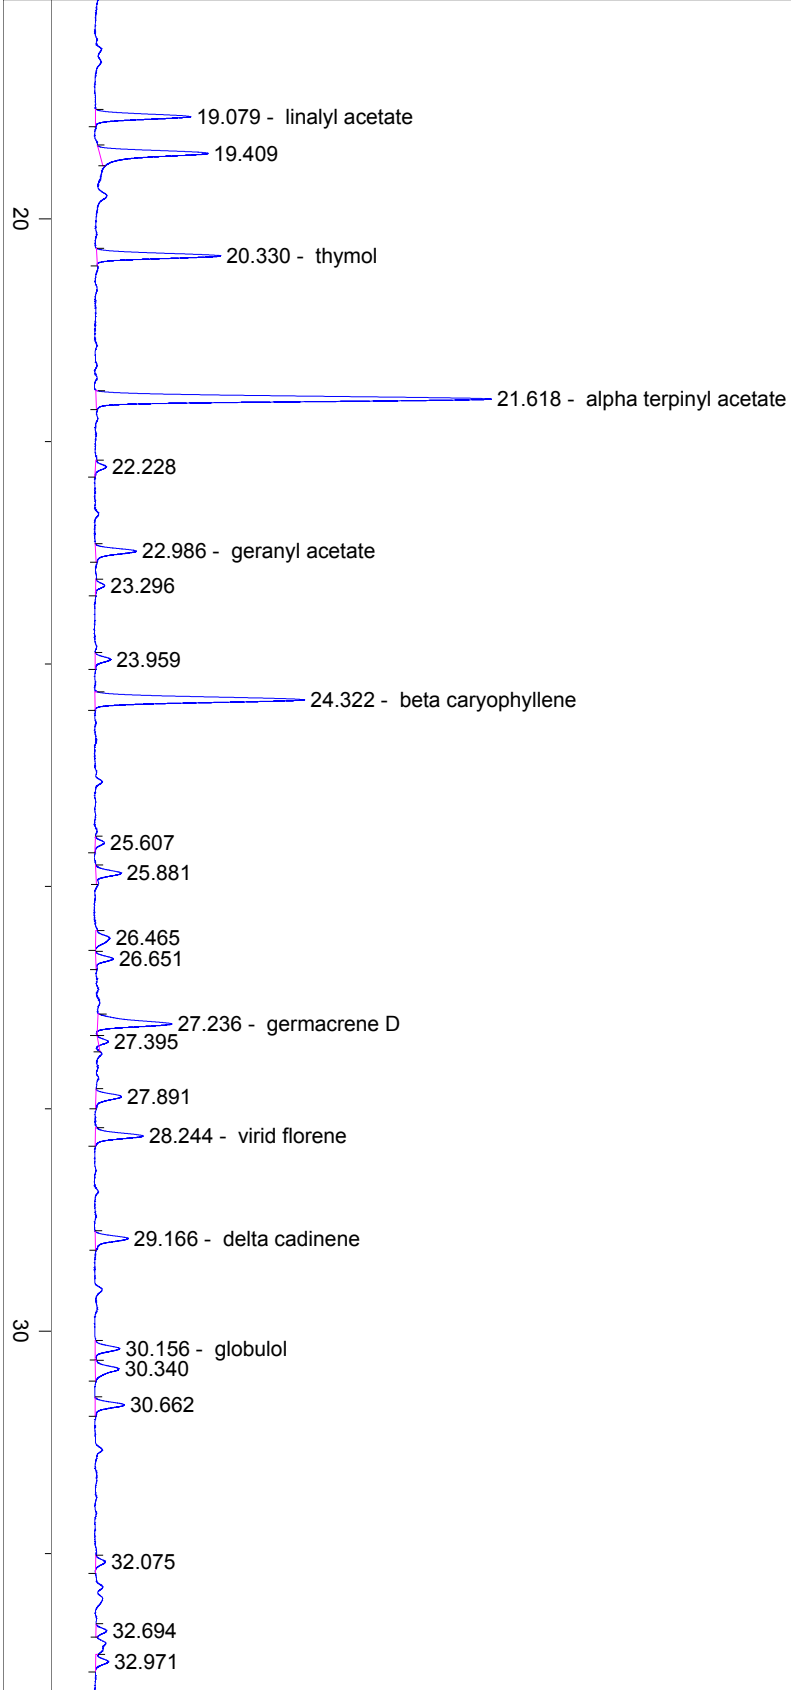 19.079 - linalyl acetate
19.409
20
20.330 - thymol
21.618 - alpha terpinyl acetate
22.228
22.986 - geranyl acetate
23.296
23.959
24.322 - beta caryophyllene
25.607
25.881
26.465
26.651
27.236 - germacrene D
27.395
27.891
28.244 - virid florene
29.166 - delta cadinene
30
30.156 - globulol
30.340
30.662
32.075
32.694
32.971